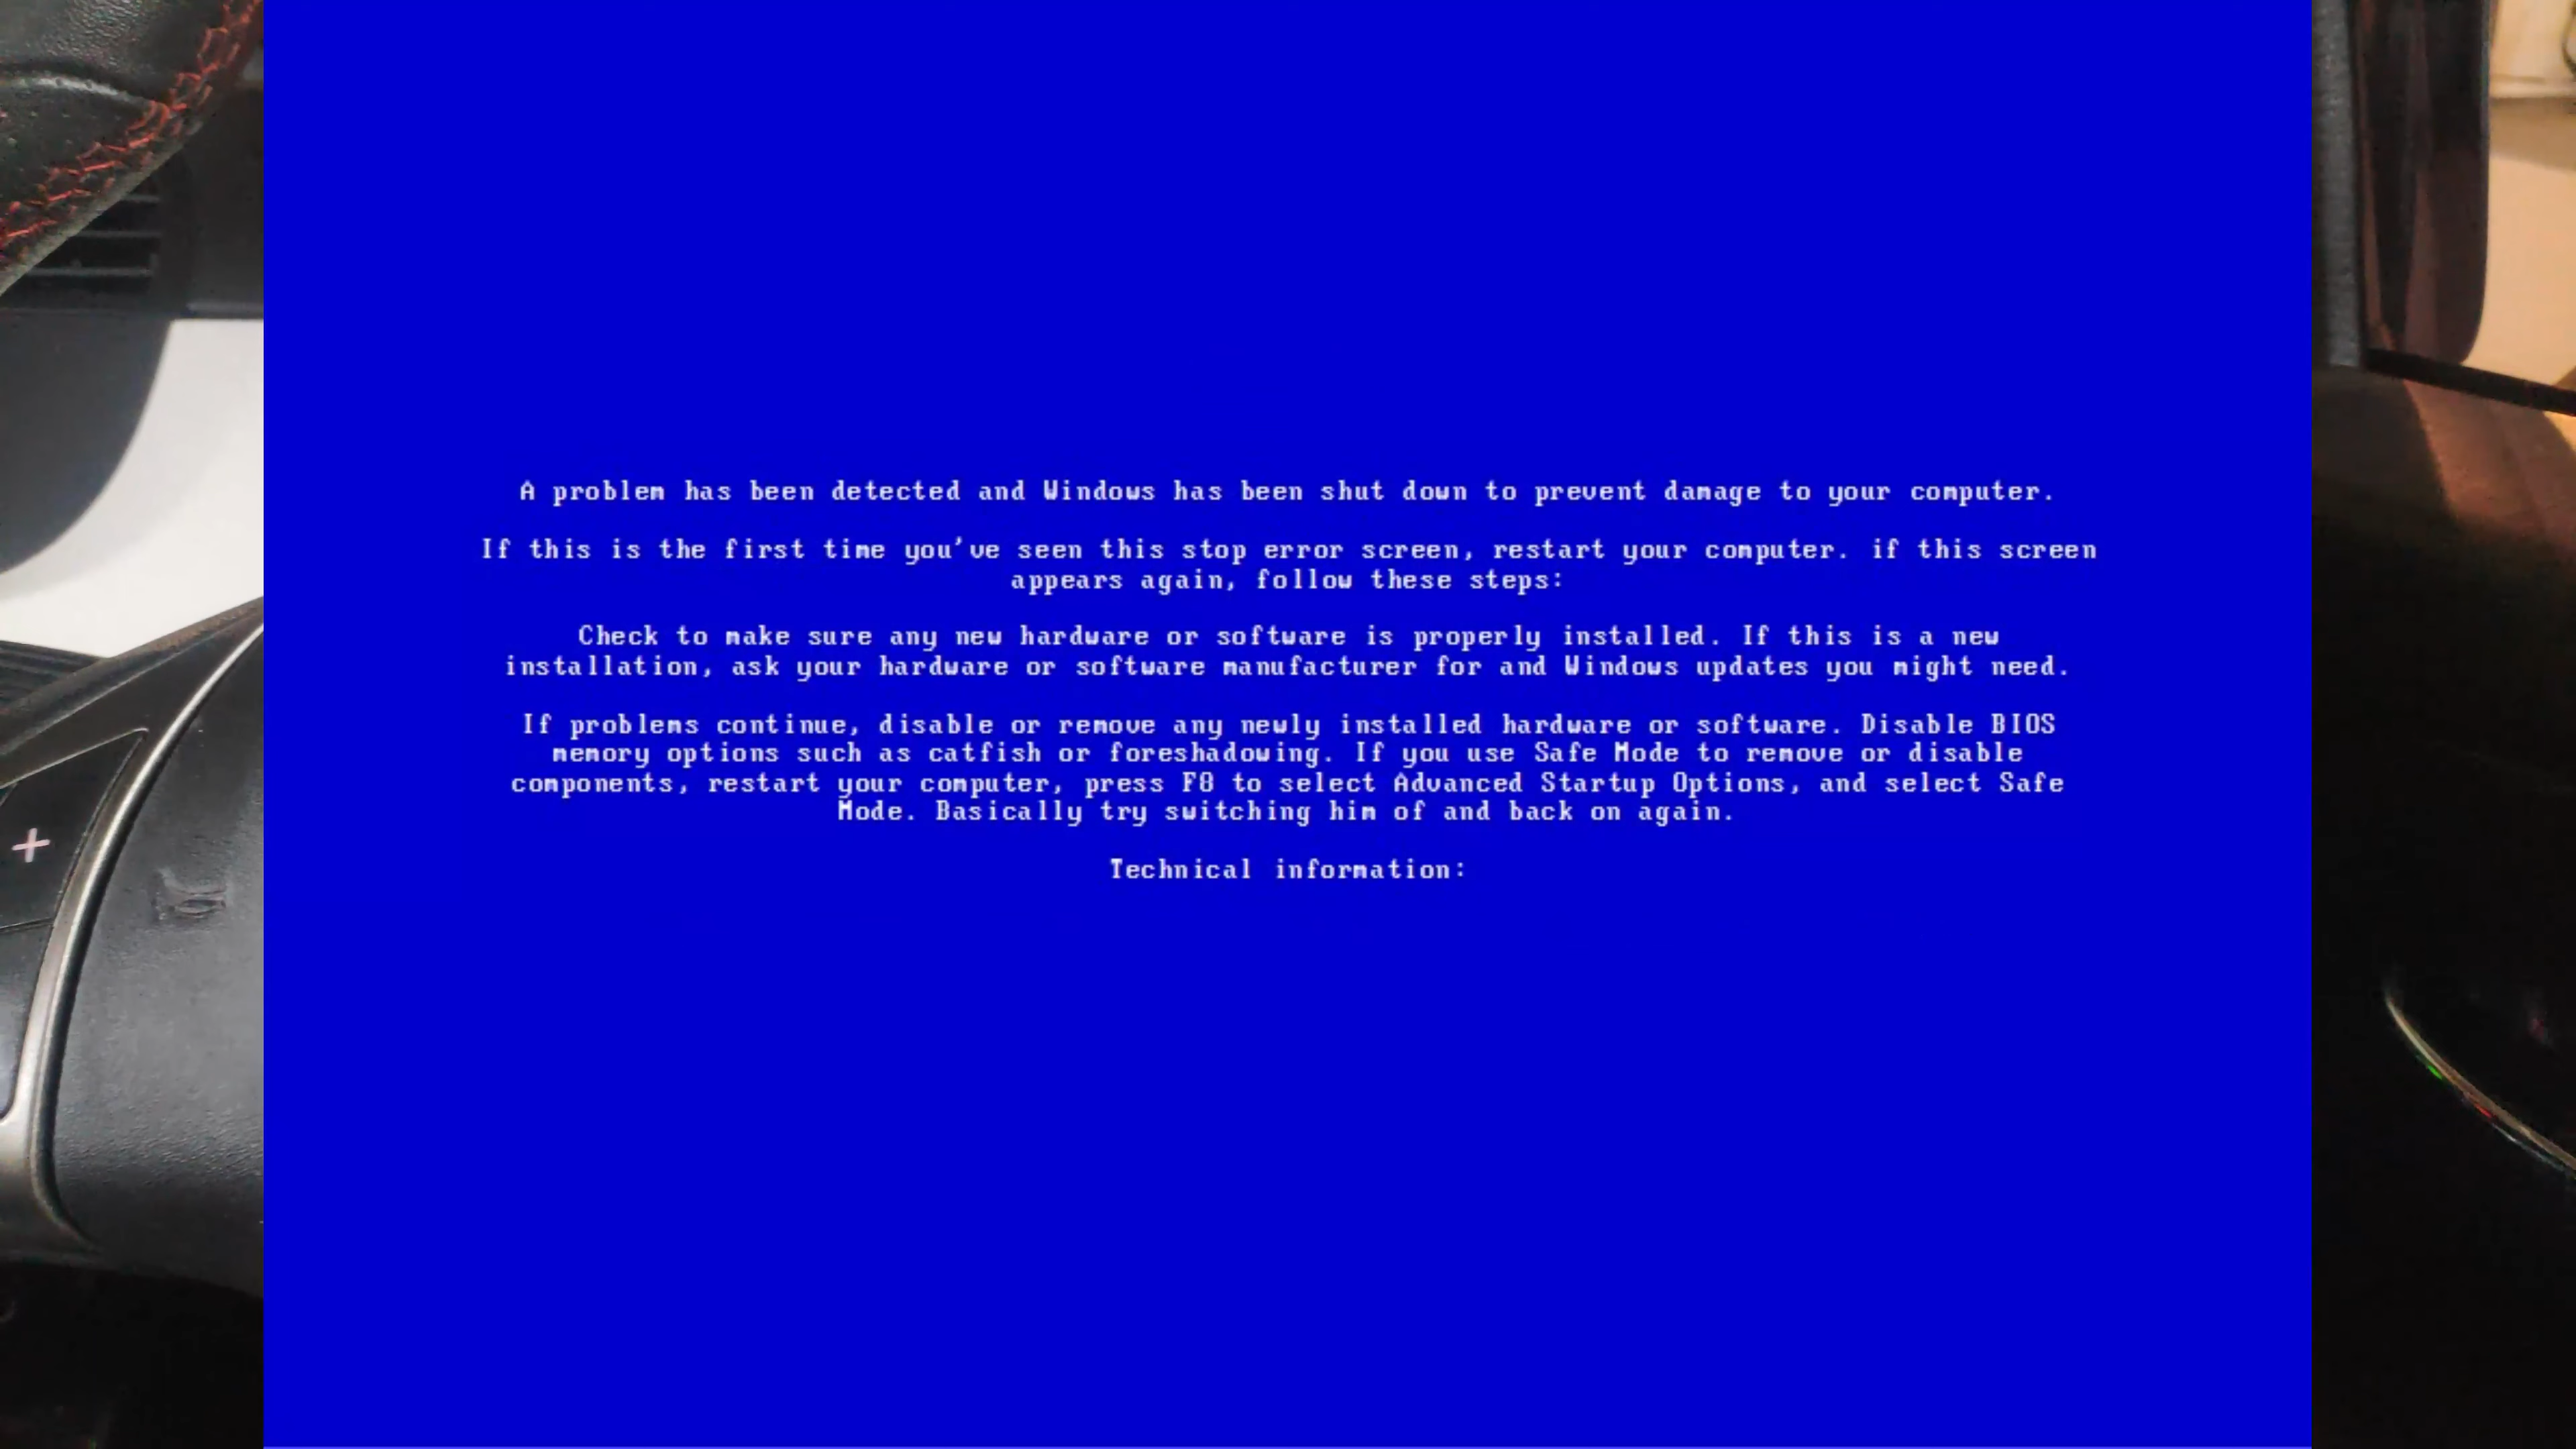 A problem has been detected and Windows has been shut down to prevent damage to your computer.
If this is the first time you've seen this stop error screen, restart your computer. if this screen
appears again, follow these steps:
Check to make sure any new hardware or software is properly installed. If this is a new
installation, ask your hardware or software manufacturer for and Windows updates you might need.
If problems continue, disable or remove any newly installed hardware or software. Disable BIOS
memory options such as catfish or foreshadowing. If you use Safe Mode to remove or disable
components, restart your computer, press F8 to select Advanced Startup Options, and select Safe
Mode. Basically try switching him of and back on again.
Technical information:
+